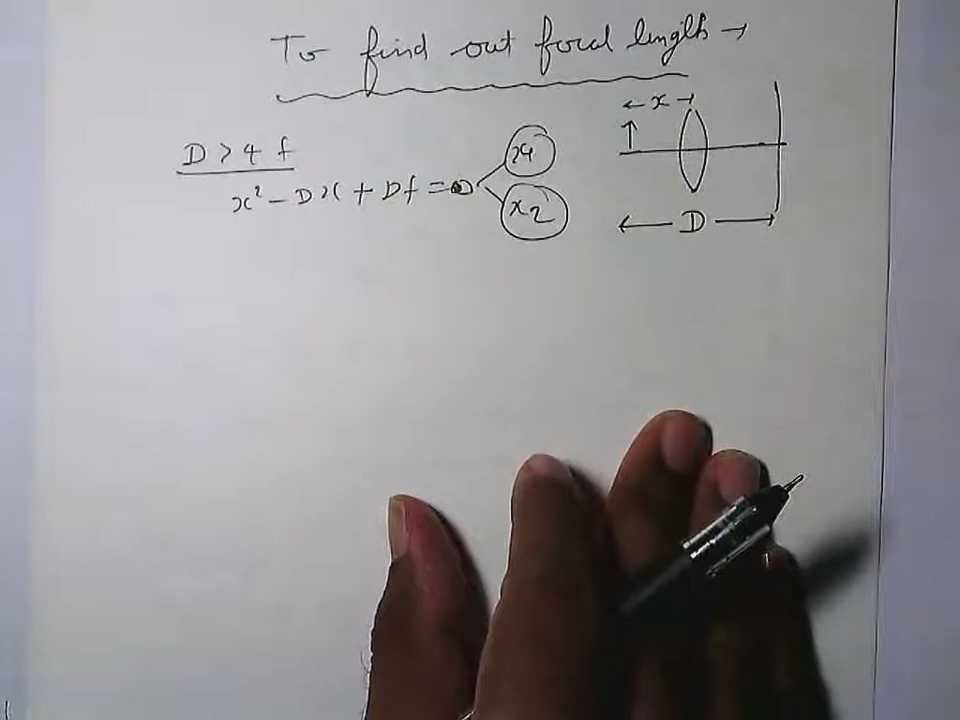 To find out focal length →
← x →
D > 4 f
x² - Dx + Df = 0
x1
x2
← D →